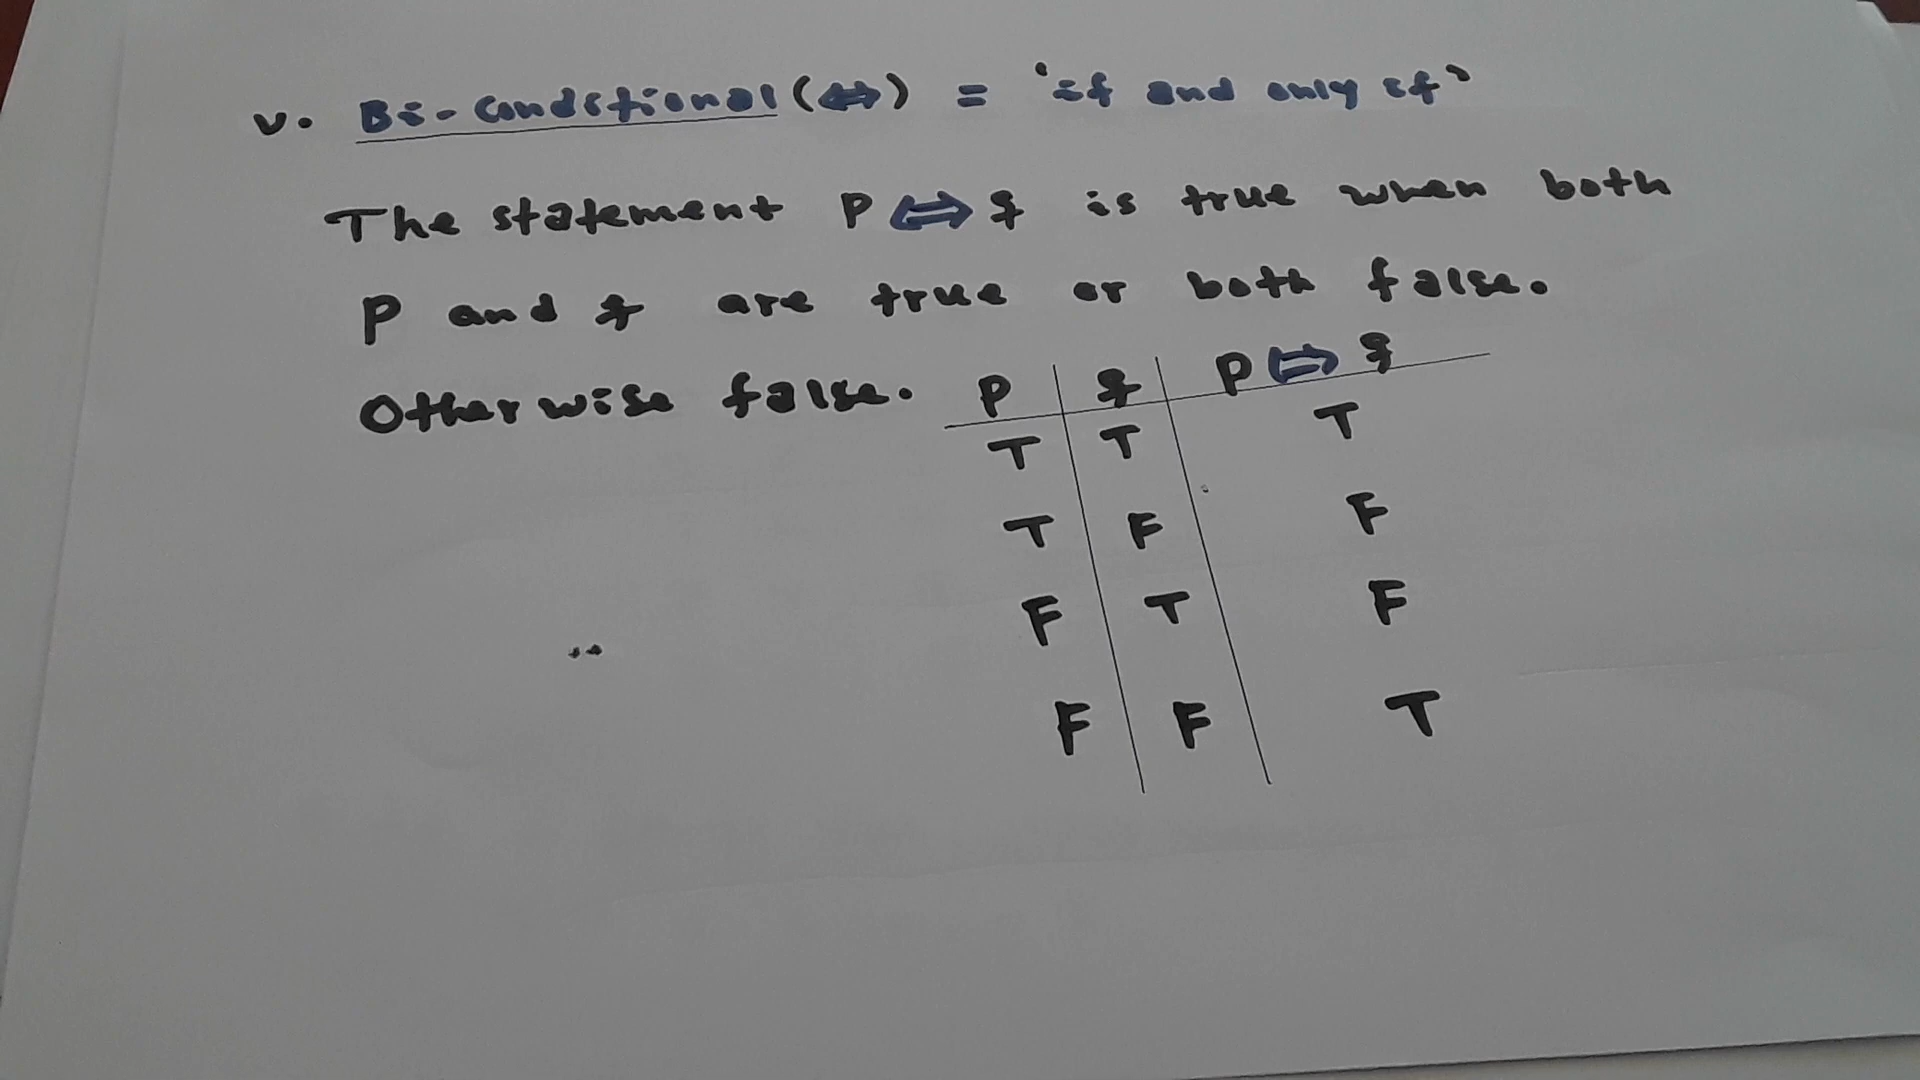 v. Bi-Conditional (⇔) = 'if and only if'
The statement P ⇔ q is true when both
P and q are true or both false.
Otherwise false.
P q P ⇔ q
T T T
T F F
F T F
F F T